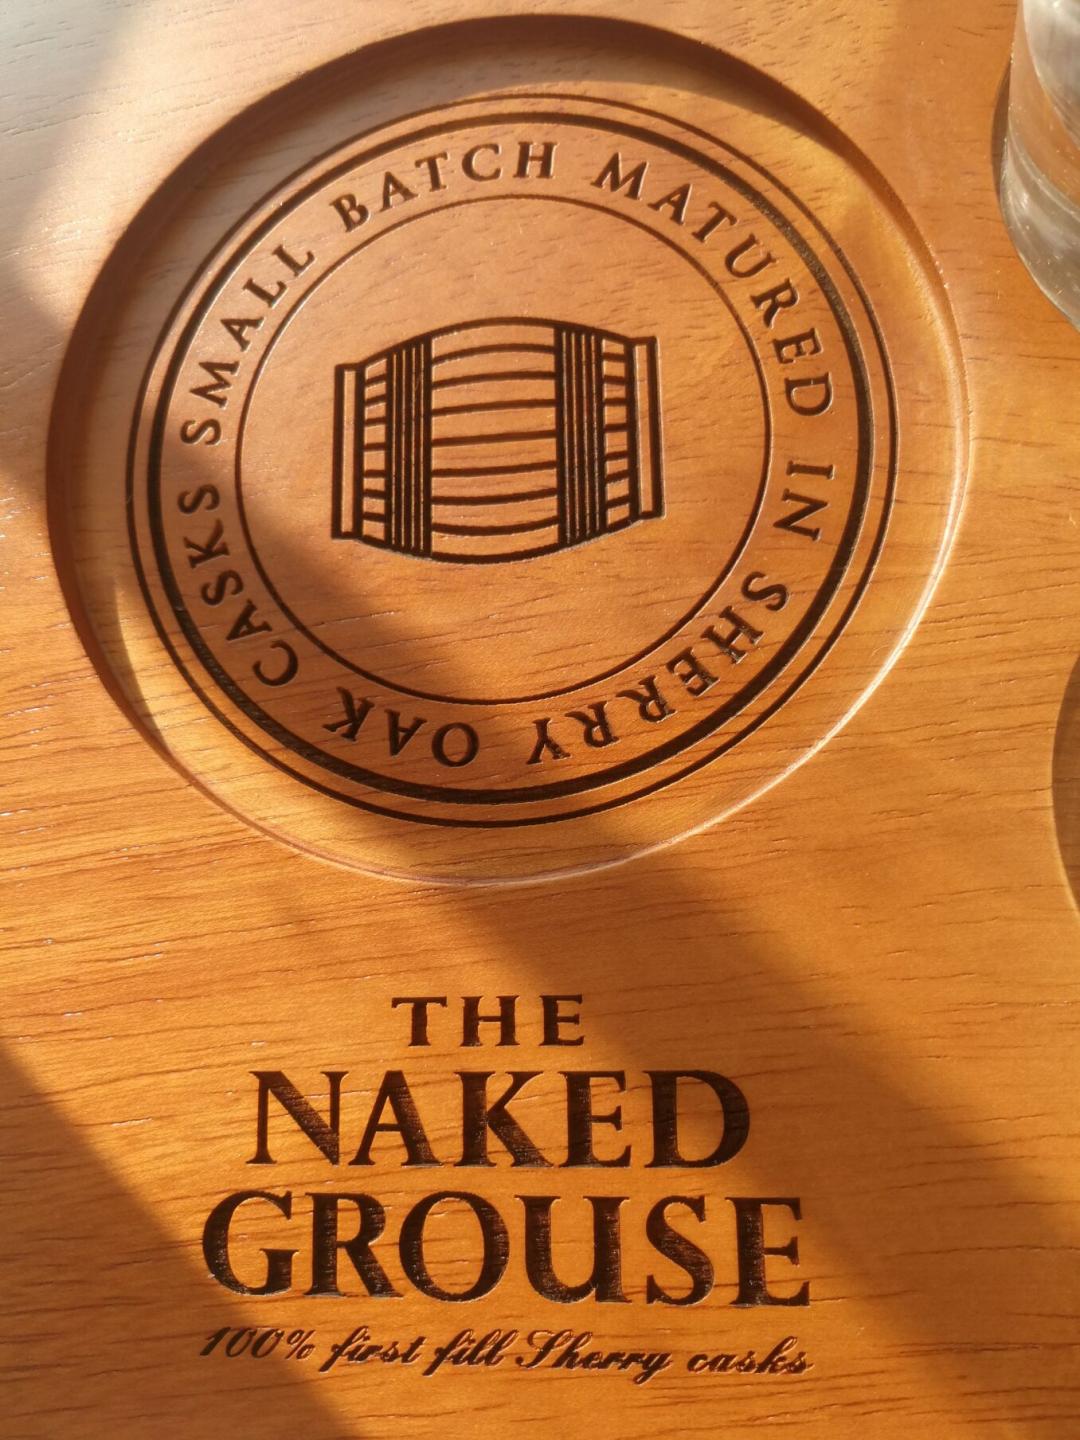 SMALL BATCH MATURED IN SHERRY OAK CASKS
THE
NAKED
GROUSE
100% first fill Sherry casks